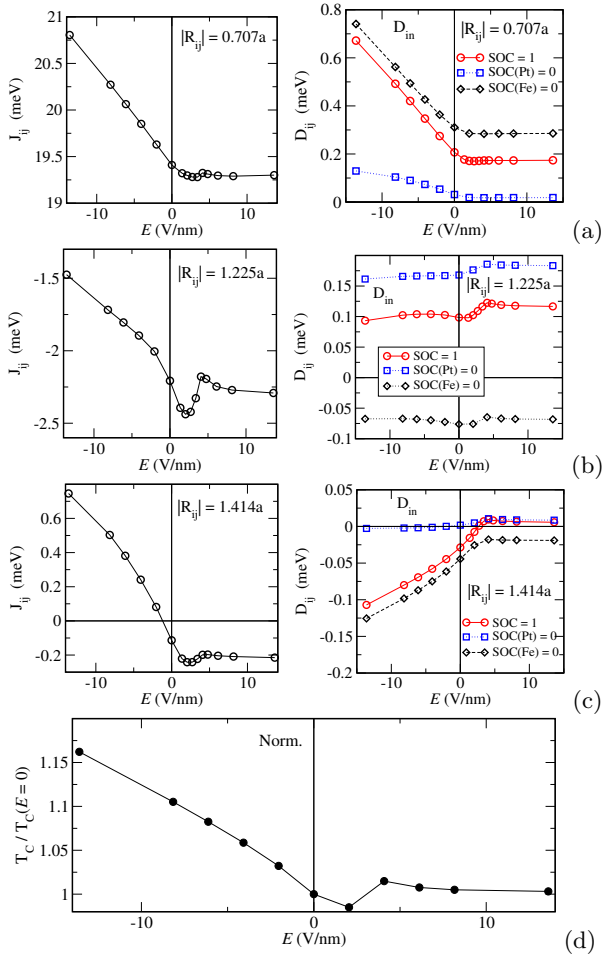 21
20.5
20
19.5
19
-10
0
10
J_ij (meV)
E (V/nm)
|R_ij| = 0.707a
0.8
0.6
0.4
0.2
0
-10
0
10
D_ij (meV)
E (V/nm)
D_in
|R_ij| = 0.707a
SOC = 1
SOC(Pt) = 0
SOC(Fe) = 0
(a)
-1.5
-2
-2.5
-10
0
10
J_ij (meV)
E (V/nm)
|R_ij| = 1.225a
0.15
0.1
0.05
0
-0.05
-0.1
-10
0
10
D_ij (meV)
E (V/nm)
D_in
|R_ij| = 1.225a
SOC = 1
SOC(Pt) = 0
SOC(Fe) = 0
(b)
0.8
0.6
0.4
0.2
0
-0.2
-10
0
10
J_ij (meV)
E (V/nm)
|R_ij| = 1.414a
0.05
0
-0.05
-0.1
-0.15
-0.2
-10
0
10
D_ij (meV)
E (V/nm)
D_in
|R_ij| = 1.414a
SOC = 1
SOC(Pt) = 0
SOC(Fe) = 0
(c)
Norm.
1.15
1.1
1.05
1
-10
0
10
T_C / T_C(E = 0)
E (V/nm)
(d)